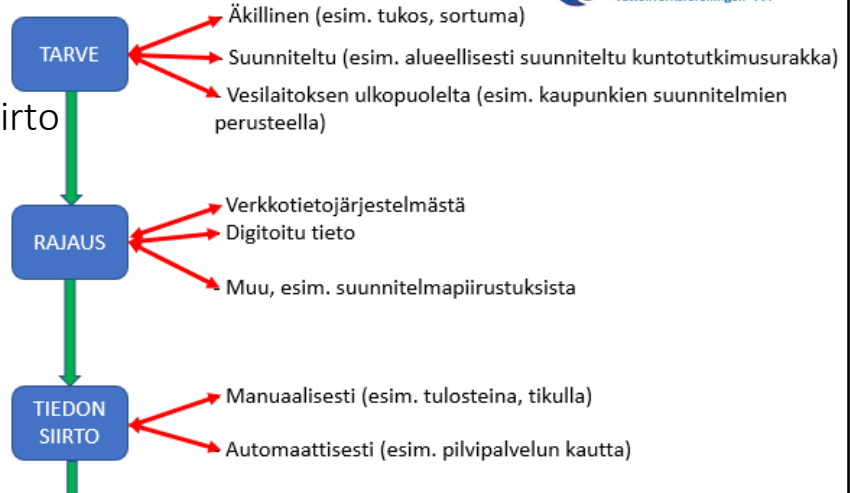 Äkillinen (esim. tukos, sortuma)
TARVE
- Suunniteltu (esim. alueellisesti suunniteltu kuntotutkimusurakka)
- Vesilaitoksen ulkopuolelta (esim. kaupunkien suunnitelmien
perusteella)
irto
- Verkkotietojärjestelmästä
RAJAUS
- Digitoitu tieto
- Muu, esim. suunnitelmapiirustuksista
TIEDON
SIIRTO
- Manuaalisesti (esim. tulosteina, tikulla)
- Automaattisesti (esim. pilvipalvelun kautta)